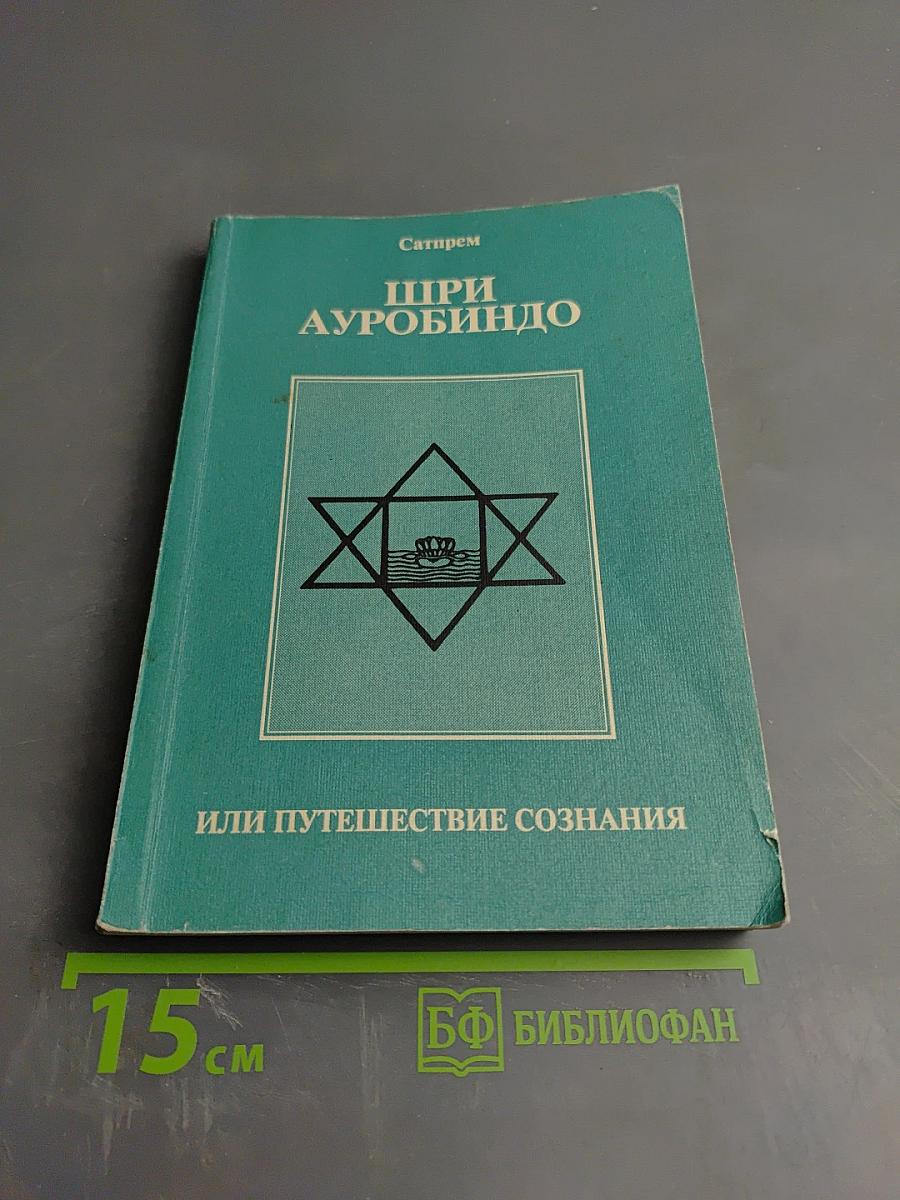 Сатпрем
ШРИ
АУРОБИНДО
ИЛИ ПУТЕШЕСТВИЕ СОЗНАНИЯ
15 см
БФ БИБЛИОФАН